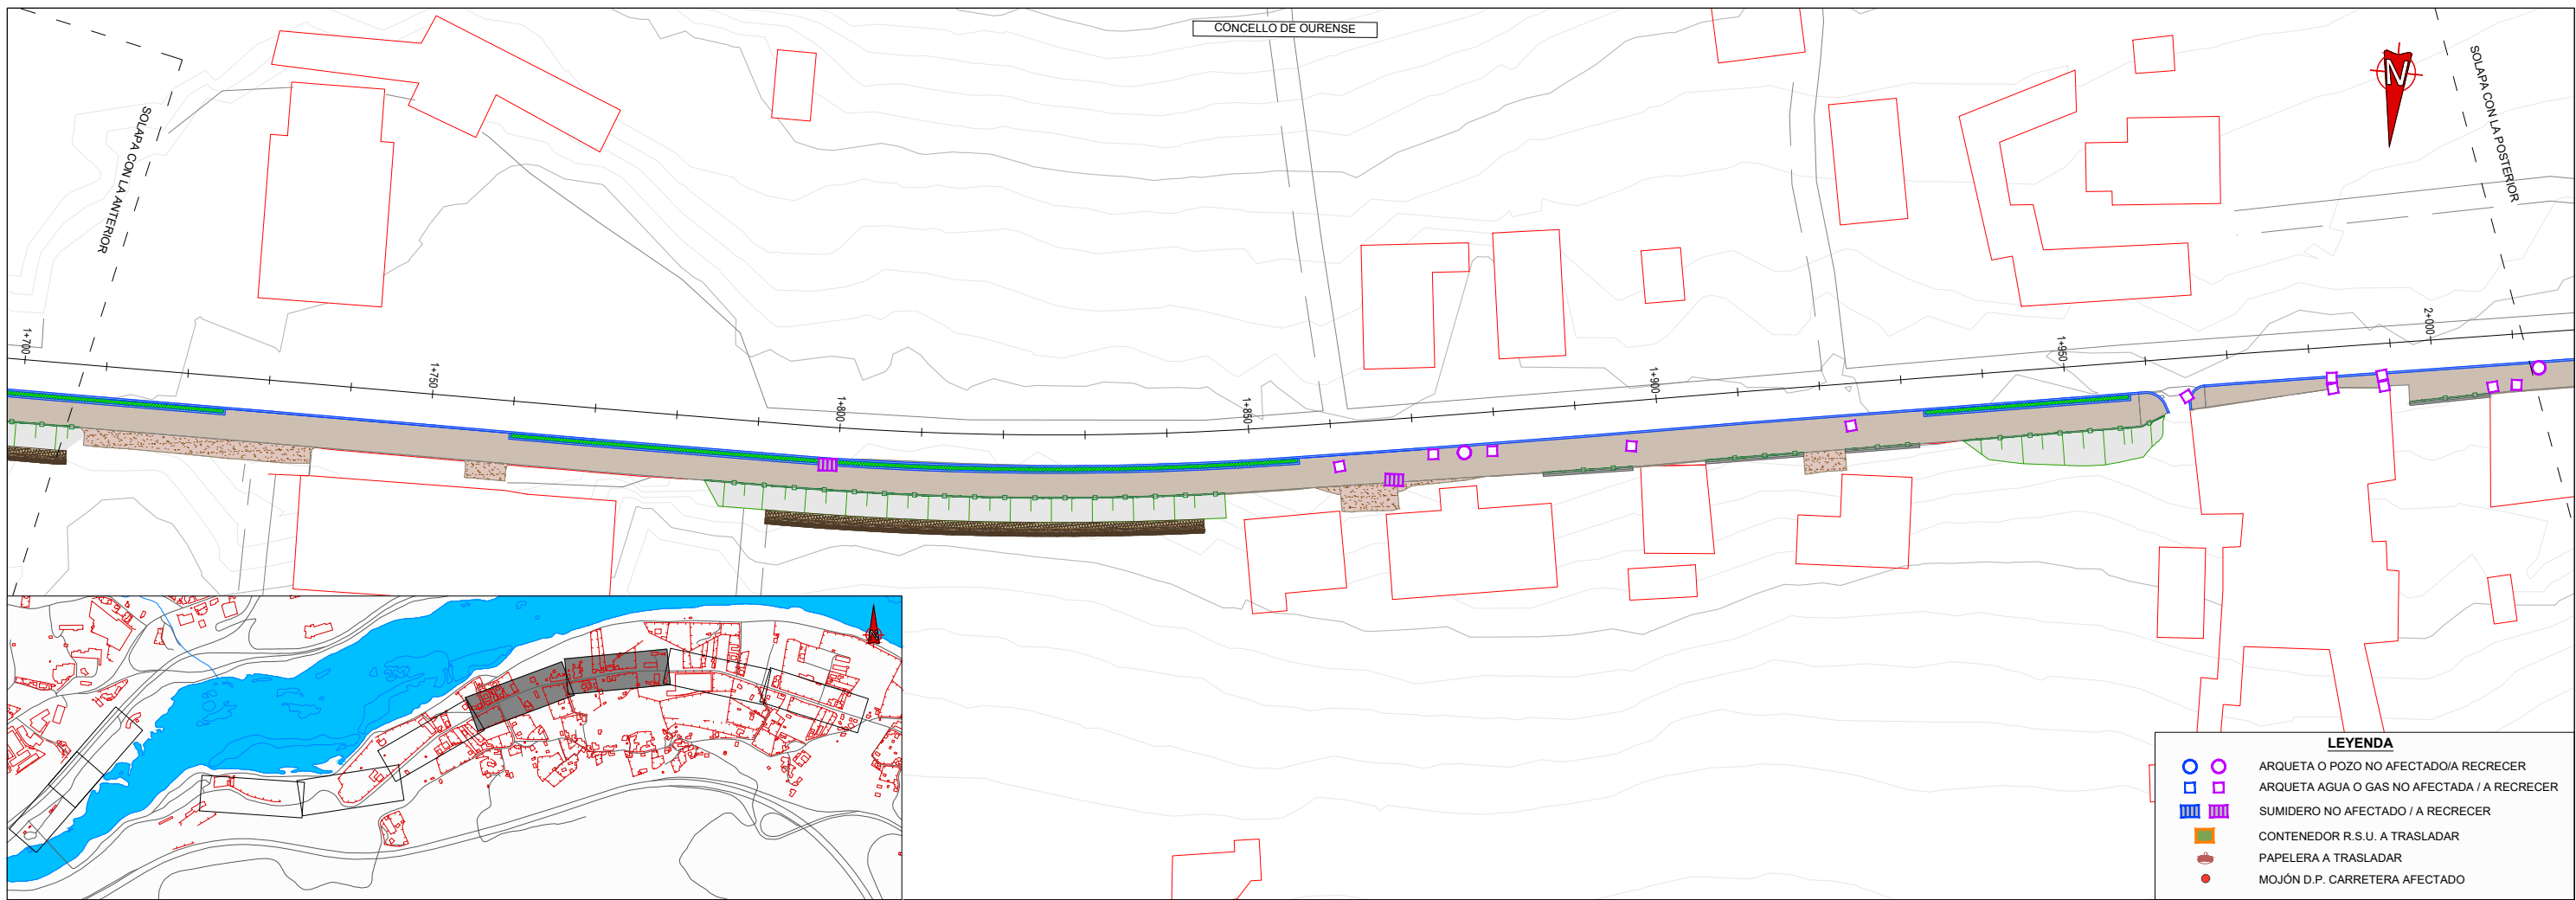 CONCELLO DE OURENSE
SOLAPA CON LA ANTERIOR
SOLAPA CON LA POSTERIOR
N
1+700
1+750
1+800
1+850
1+900
1+950
2+000
N
LEYENDA
ARQUETA O POZO NO AFECTADO/A RECRECER
ARQUETA AGUA O GAS NO AFECTADA / A RECRECER
SUMIDERO NO AFECTADO / A RECRECER
CONTENEDOR R.S.U. A TRASLADAR
PAPELERA A TRASLADAR
MOJÓN D.P. CARRETERA AFECTADO